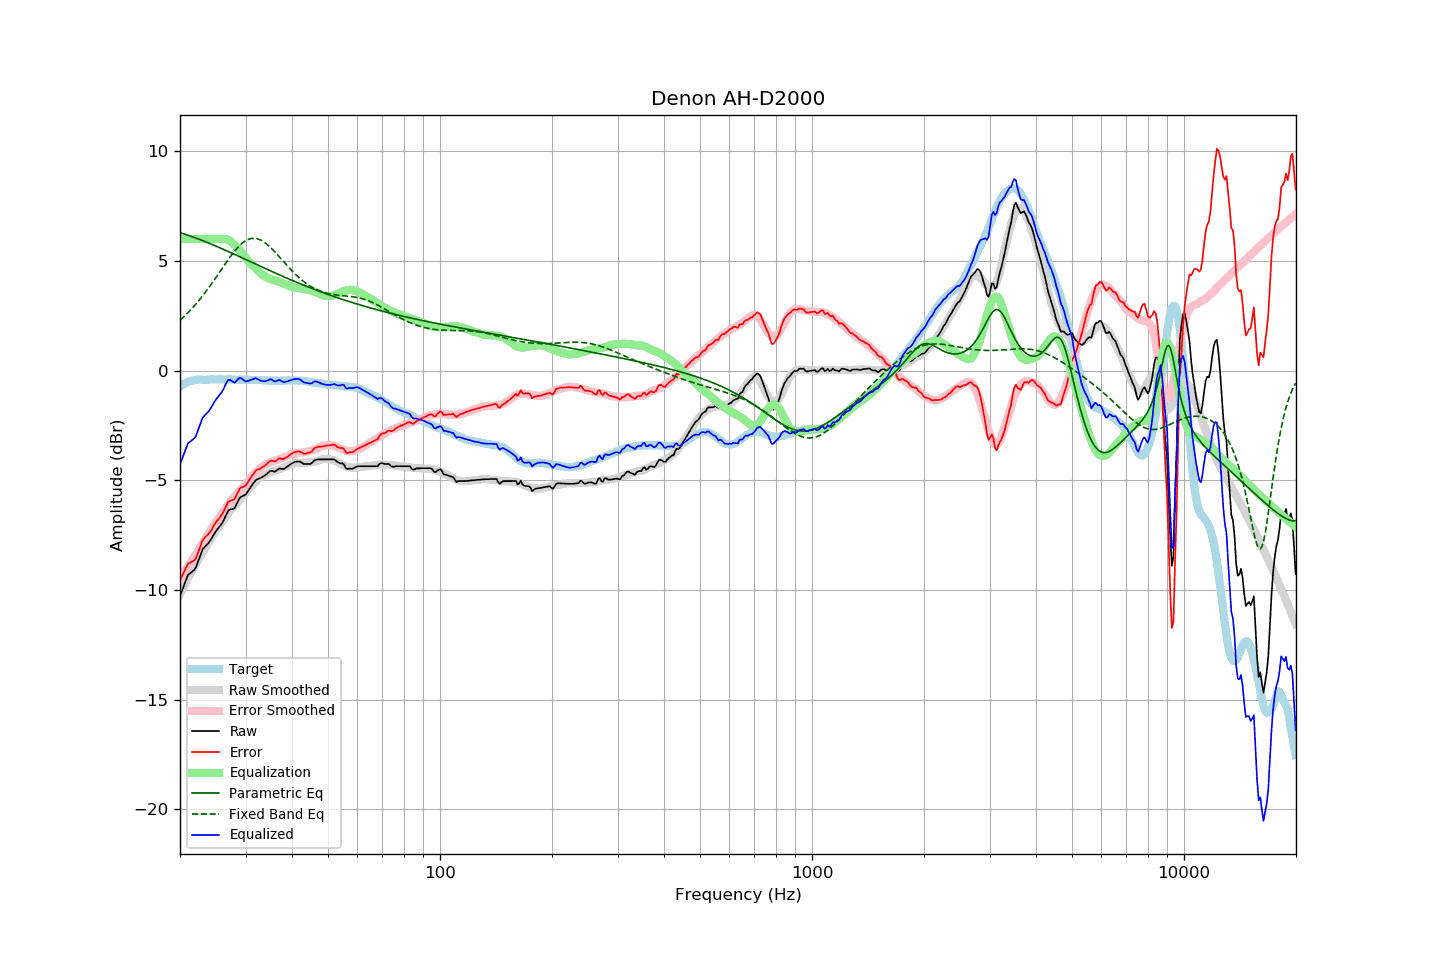 Denon AH-D2000
10
5
0
−5
−10
−15
−20
Amplitude (dBr)
Target
Raw Smoothed
Error Smoothed
Raw
Error
Equalization
Parametric Eq
Fixed Band Eq
Equalized
100
1000
10000
Frequency (Hz)